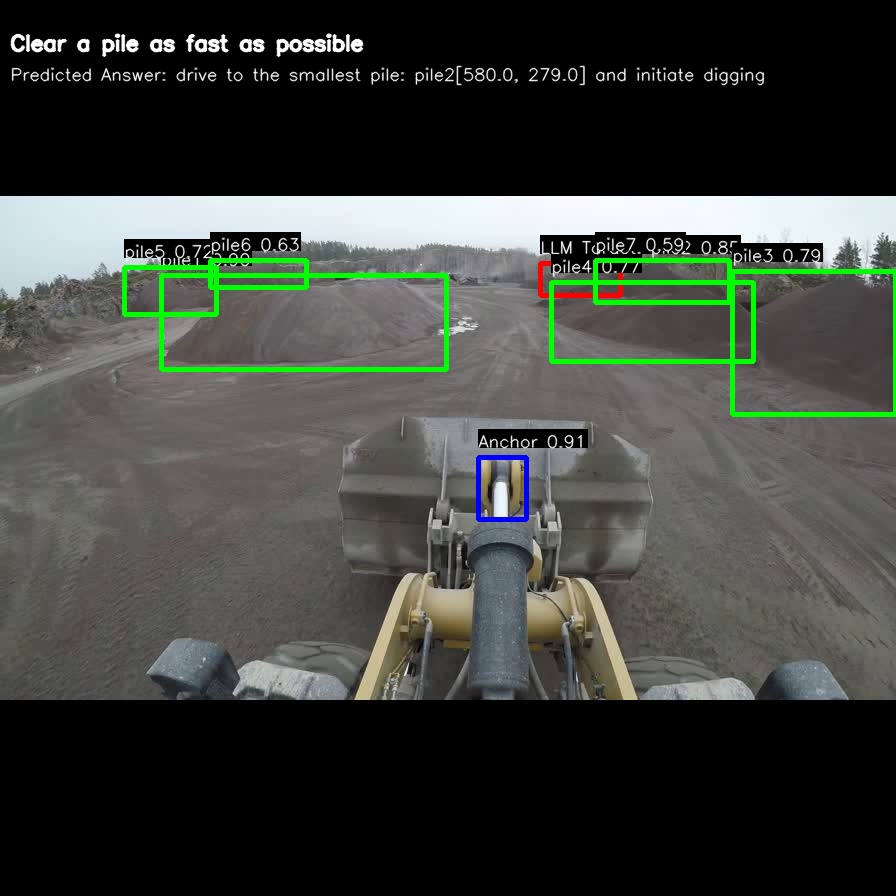 Clear a pile as fast as possible
Predicted Answer: drive to the smallest pile: pile2[580.0, 279.0] and initiate digging
pile5 0.72
pile6 0.63
LLM
pile7 0.59
0.85
pile3 0.79
pile4 0.77
Anchor 0.91